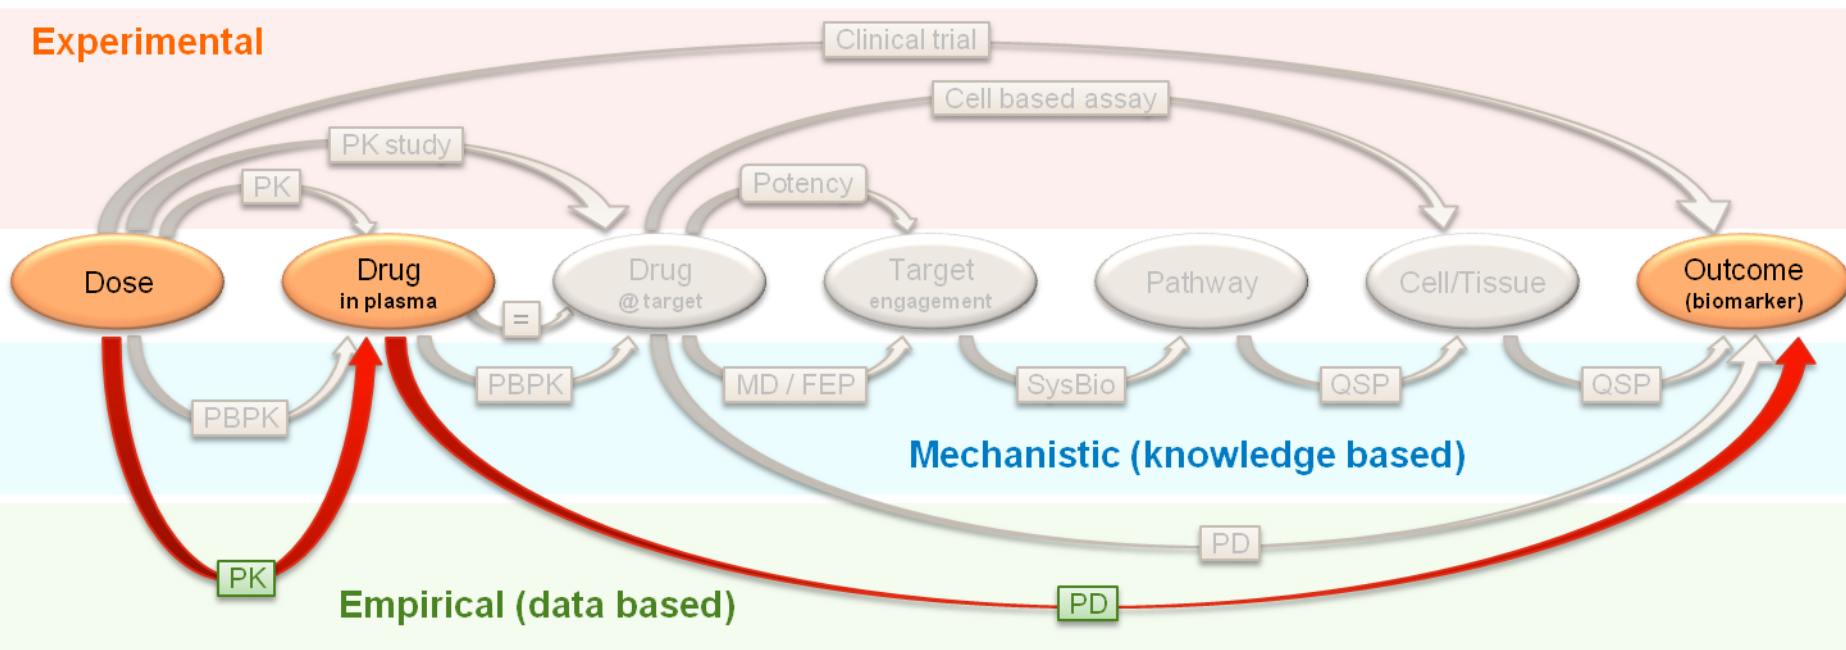 Experimental
Clinical trial
Cell based assay
PK study
Potency
PK
Dose
Drug
in plasma
=
Drug
@target
Target
engagement
Pathway
Cell/Tissue
Outcome
(biomarker)
PBPK
PBPK
MD / FEP
SysBio
QSP
QSP
Mechanistic (knowledge based)
PD
PK
Empirical (data based)
PD